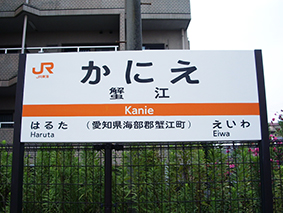 JR
JR東海
かにえ
蟹江
Kanie
はるた (愛知県海部郡蟹江町) えいわ
Haruta Eiwa